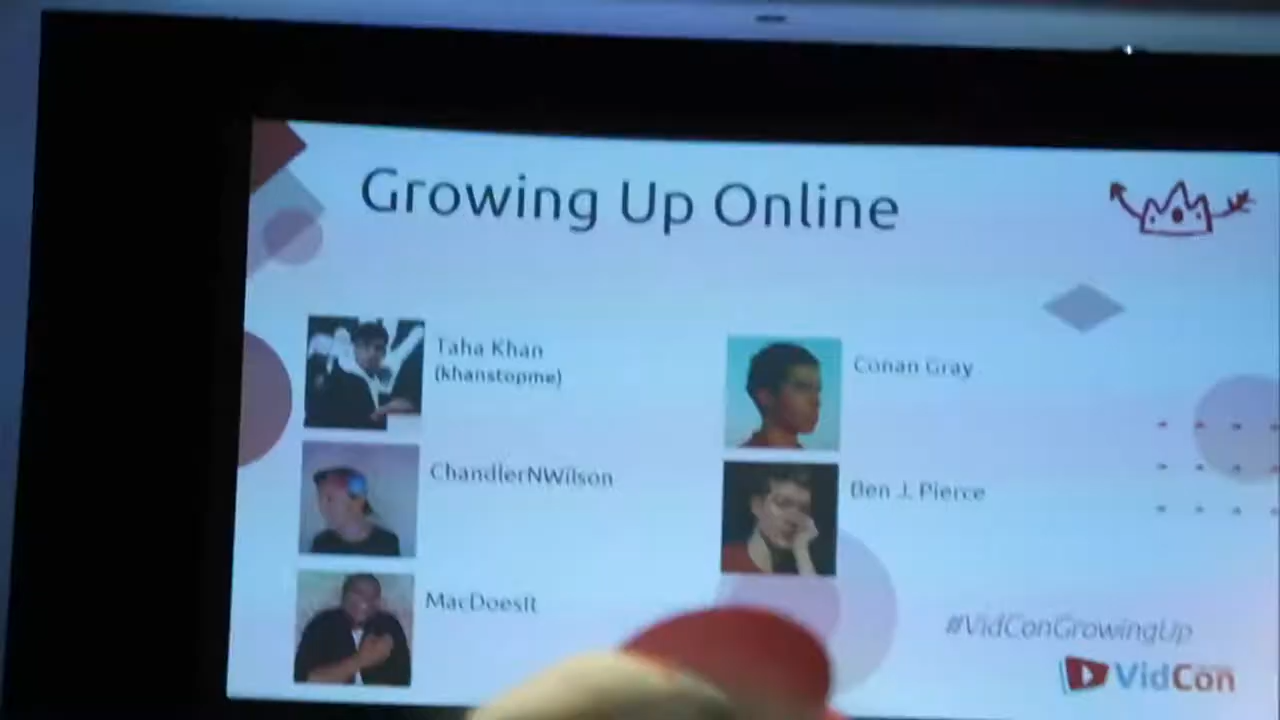 Growing Up Online
Taha Khan
(khanstopme)
ChandlerNWilson
MacDoesIt
Conan Gray
Ben J. Pierce
#VidConGrowingUp
VidCon